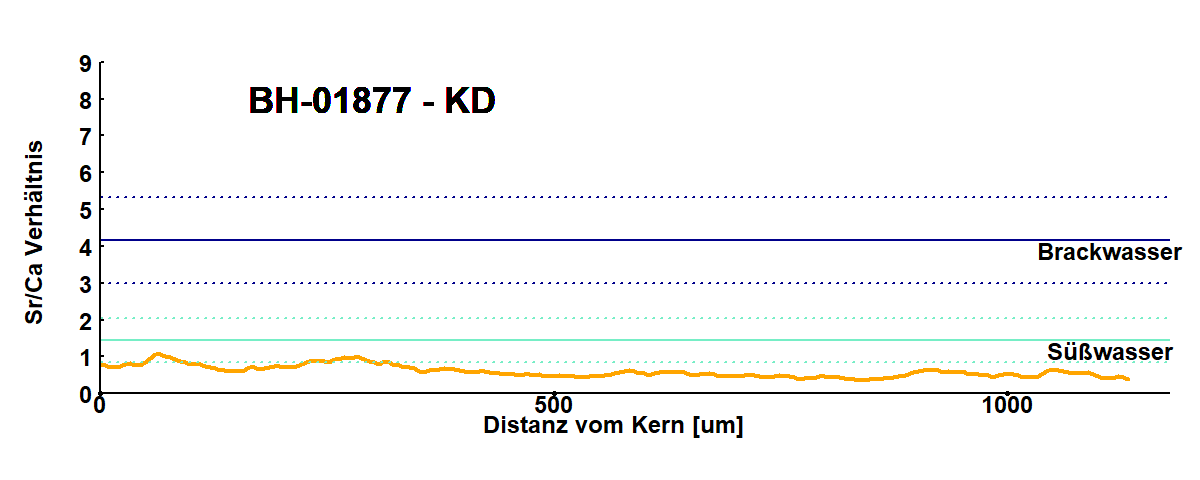 BH-01877 - KD
Sr/Ca Verhältnis
9
8
7
6
5
4
3
2
1
0
Brackwasser
Süßwasser
0 500 1000
Distanz vom Kern [um]